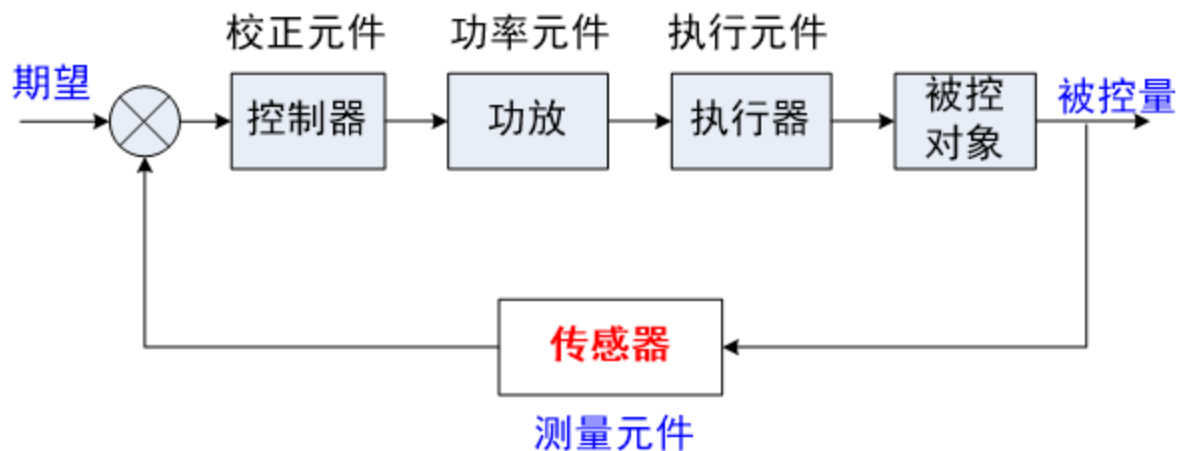 校正元件
功率元件
执行元件
期望
控制器
功放
执行器
被控
对象
被控量
传感器
测量元件